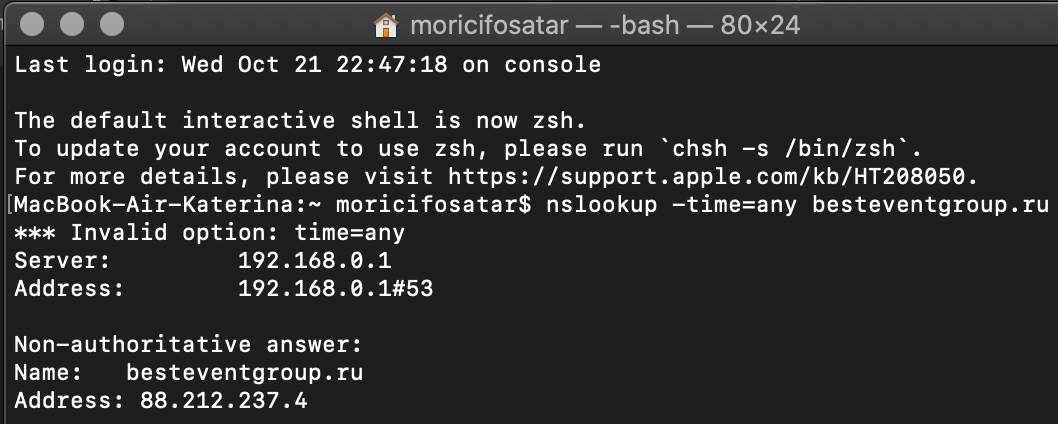 moricifosatar — -bash — 80×24
Last login: Wed Oct 21 22:47:18 on console
The default interactive shell is now zsh.
To update your account to use zsh, please run `chsh -s /bin/zsh`.
For more details, please visit https://support.apple.com/kb/HT208050.
[MacBook-Air-Katerina:~ moricifosatar$ nslookup -time=any besteventgroup.ru
*** Invalid option: time=any
Server: 192.168.0.1
Address: 192.168.0.1#53
Non-authoritative answer:
Name: besteventgroup.ru
Address: 88.212.237.4